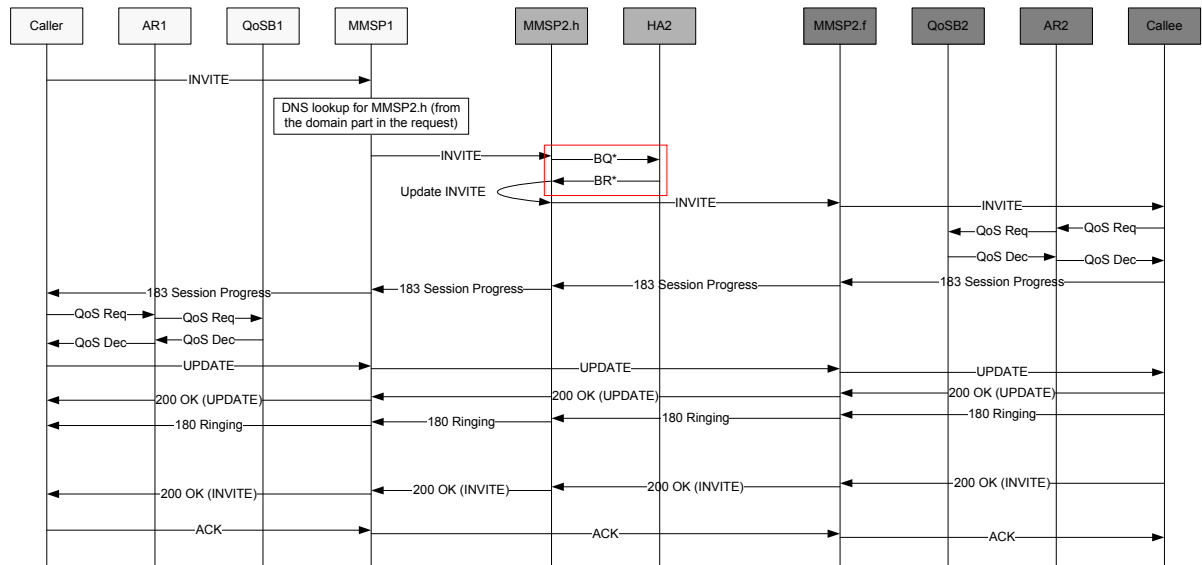 Caller AR1 QoSB1 MMSP1 MMSP2.h HA2 MMSP2.f QoSB2 AR2 Callee
INVITE
DNS lookup for MMSP2.h (from
the domain part in the request)
INVITE BQ*
BR*
Update INVITE
INVITE INVITE
QoS Req QoS Req
QoS Dec QoS Dec
183 Session Progress 183 Session Progress 183 Session Progress 183 Session Progress
QoS Req QoS Req
QoS Dec QoS Dec
UPDATE UPDATE UPDATE
200 OK (UPDATE) 200 OK (UPDATE) 200 OK (UPDATE)
180 Ringing 180 Ringing 180 Ringing 180 Ringing
200 OK (INVITE) 200 OK (INVITE) 200 OK (INVITE) 200 OK (INVITE)
ACK ACK ACK